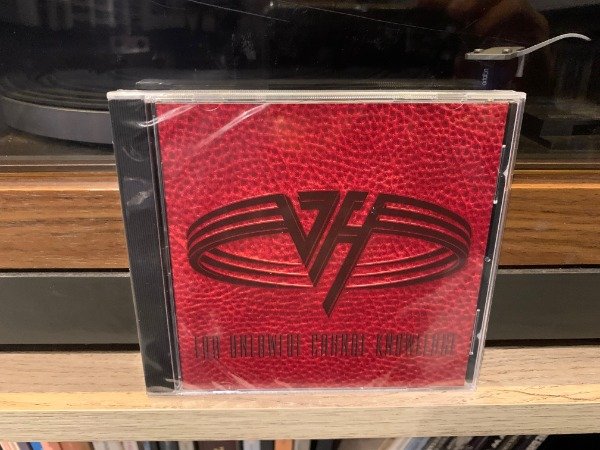 VH
FOR UNLAWFUL CARNAL KNOWLEDGE